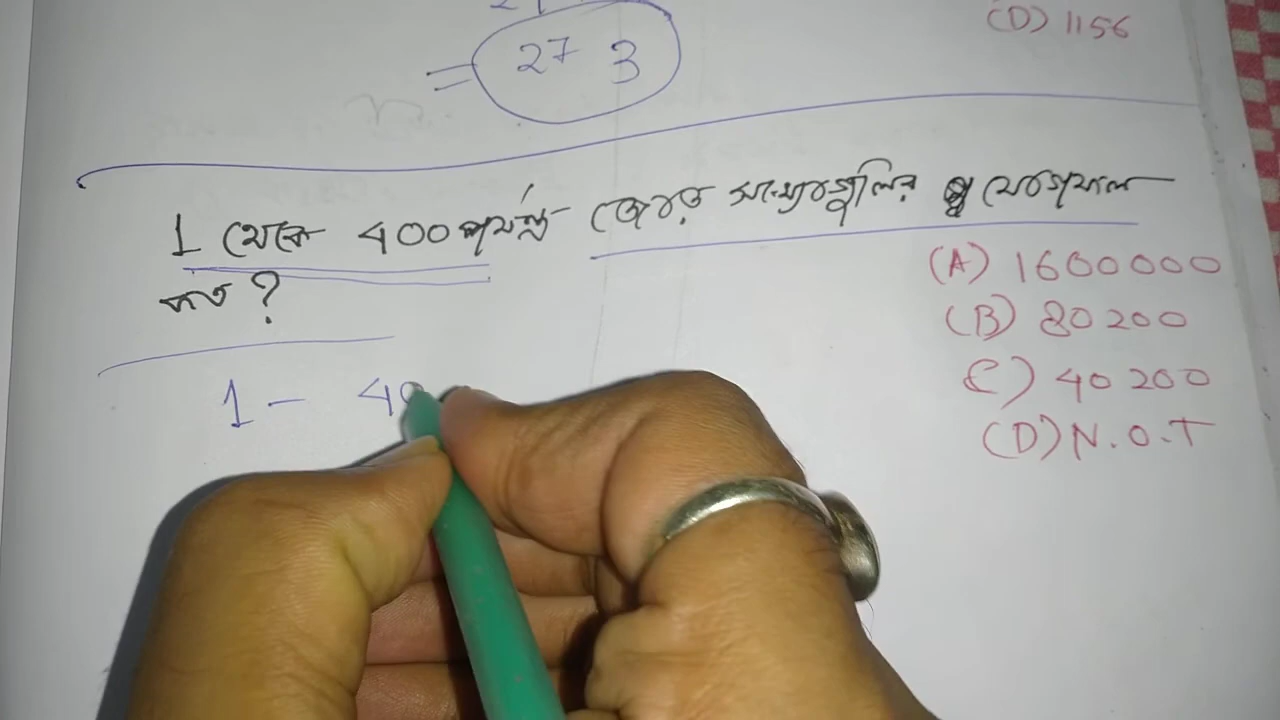 (D) 1156
= 27 3
1 থেকে 400 পর্যন্ত জোড় সংখ্যাগুলির যোগফল
কত ?
(A) 1600000
(B) 80200
(C) 40200
(D) N.O.T
1 - 40